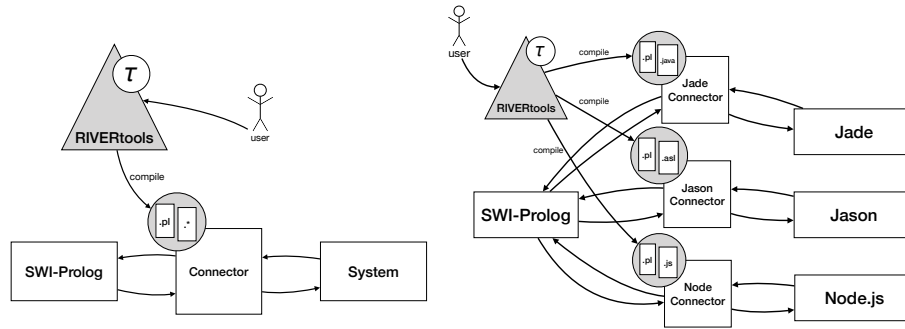 τ
RIVERtools
user
compile
.pl
.*
SWI-Prolog
Connector
System
user
τ
RIVERtools
compile
.pl
.java
Jade
Connector
Jade
compile
.pl
.asl
Jason
Connector
Jason
compile
SWI-Prolog
.pl
.js
Node
Connector
Node.js